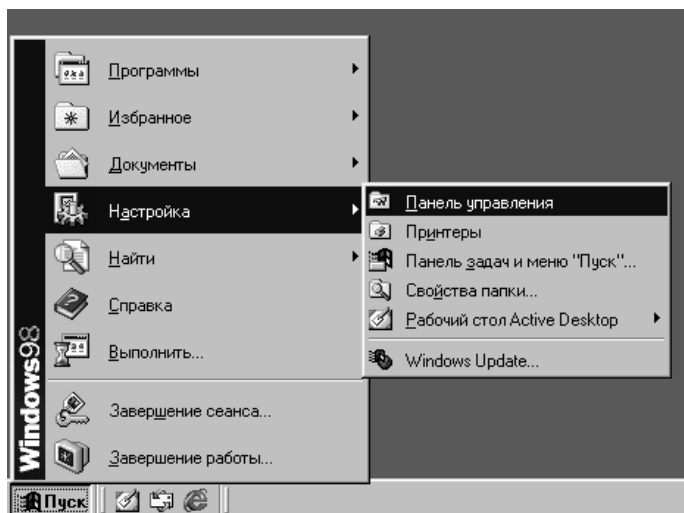 Программы
Избранное
Документы
Настройка
Найти
Справка
Выполнить...
Завершение сеанса...
Завершение работы...
Windows98
Панель управления
Принтеры
Панель задач и меню "Пуск"...
Свойства папки...
Рабочий стол Active Desktop
Windows Update...
Пуск